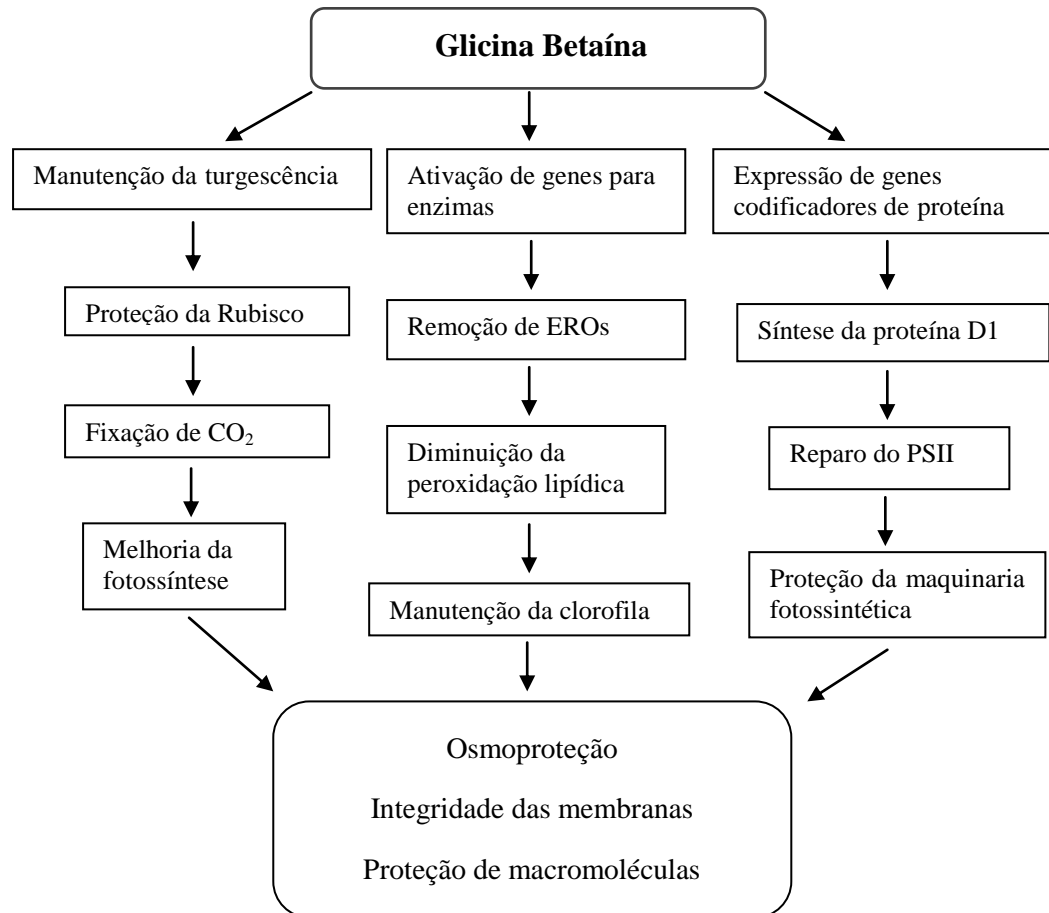 Glicina Betaína
Manutenção da turgescência
Proteção da Rubisco
Fixação de CO₂
Melhoria da
fotossíntese
Ativação de genes para
enzimas
Remoção de EROs
Diminuição da
peroxidação lipídica
Manutenção da clorofila
Expressão de genes
codificadores de proteína
Síntese da proteína D1
Reparo do PSII
Proteção da maquinaria
fotossintética
Osmoproteção
Integridade das membranas
Proteção de macromoléculas